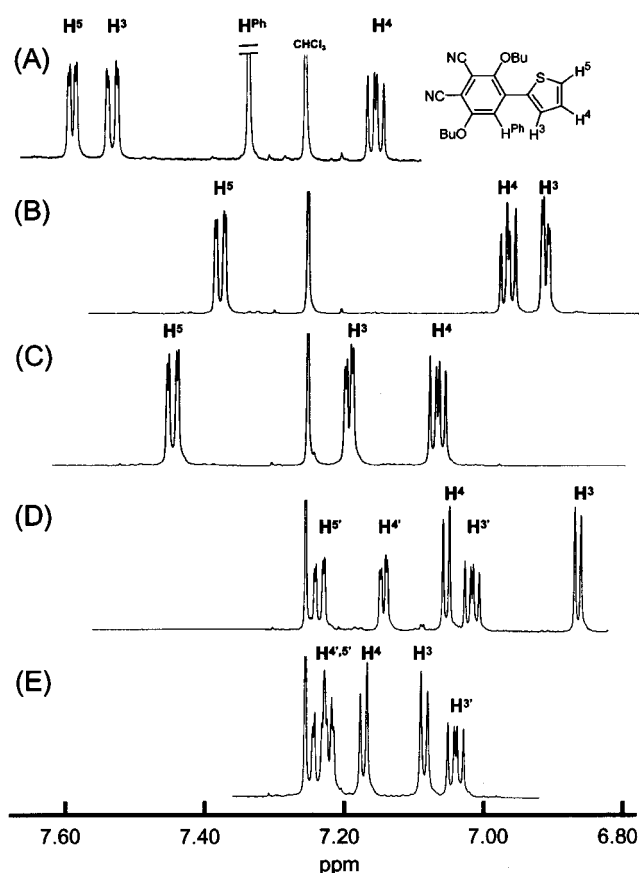 H⁵ H³ Hᴾʰ CHCl₃ H⁴
(A)
NC OBu
NC S H⁵
BuO Hᴾʰ H³ H⁴
(B) H⁵ H⁴ H³
(C) H⁵ H³ H⁴
(D) H⁵' H⁴' H⁴ H³' H³
(E) H⁴',⁵' H⁴ H³ H³'
7.60 7.40 7.20 7.00 6.80
ppm